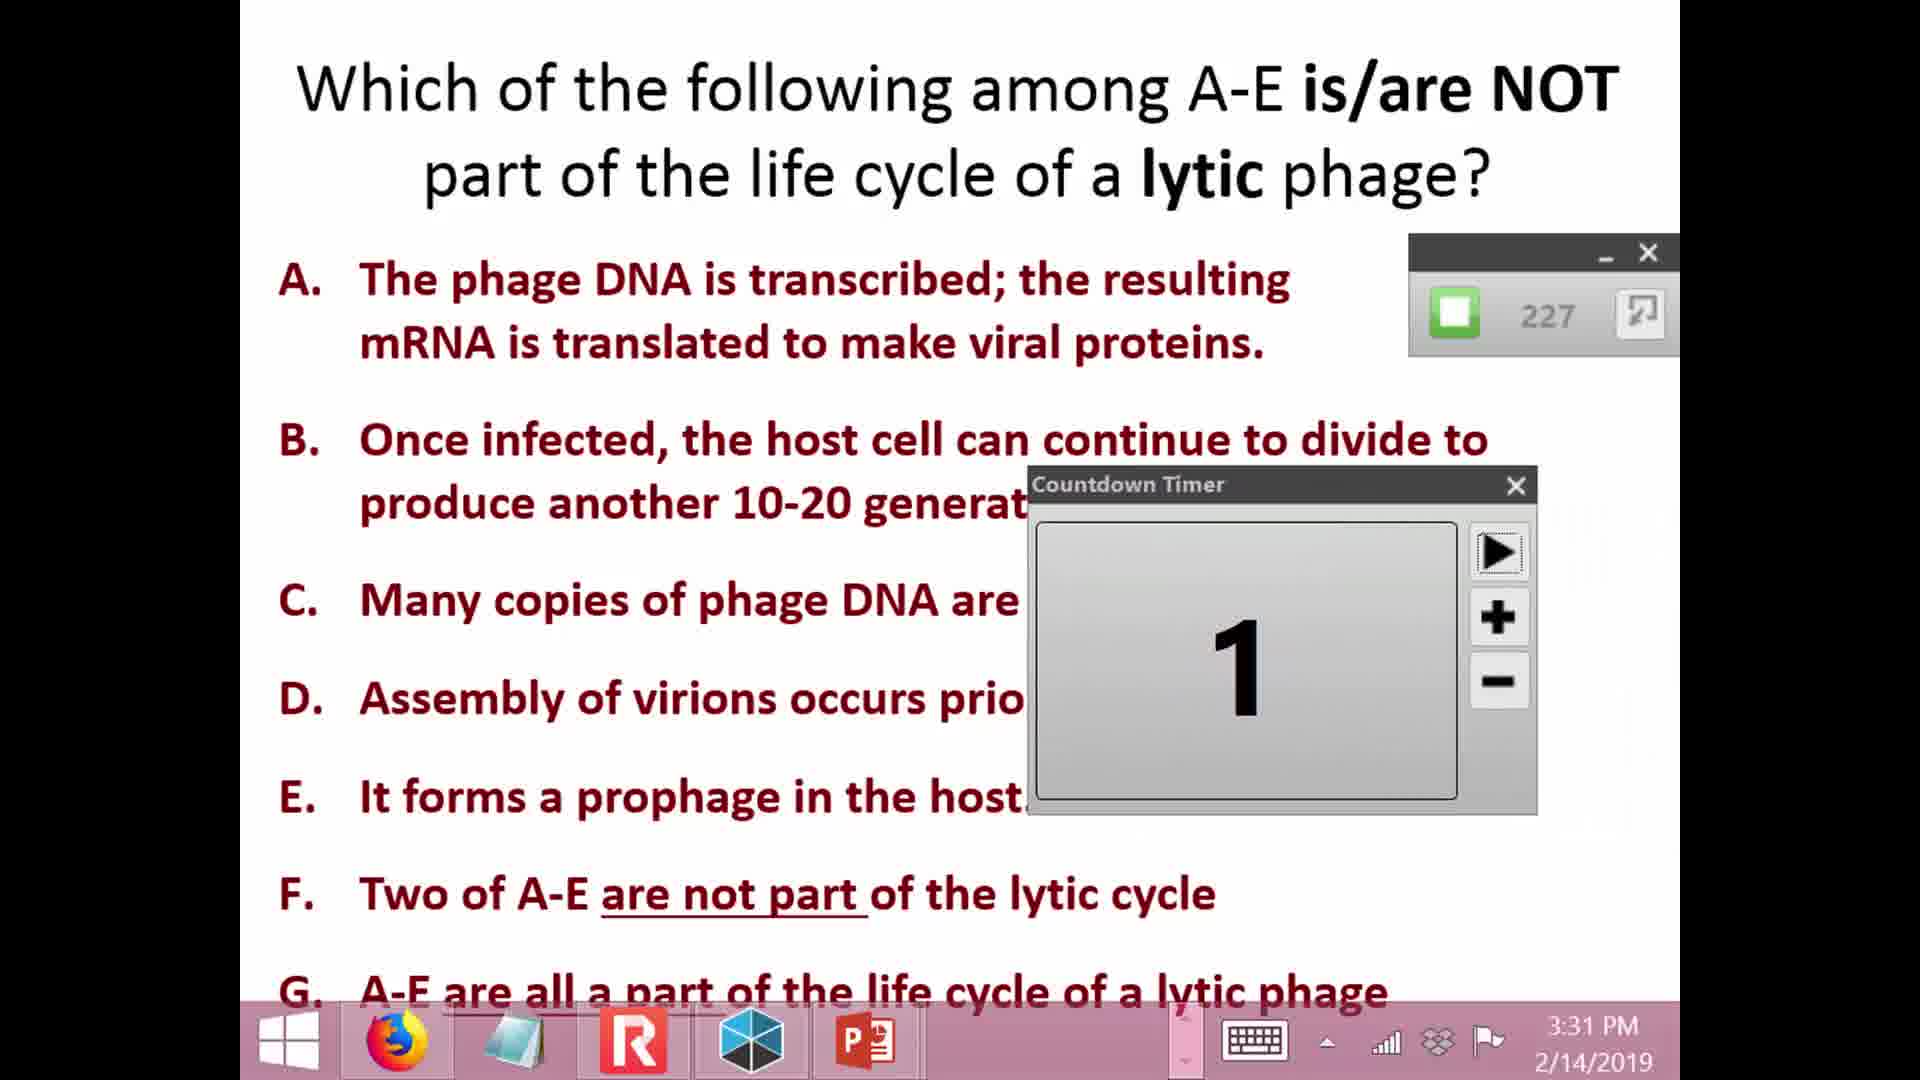 Which of the following among A-E is/are NOT
part of the life cycle of a lytic phage?
A. The phage DNA is transcribed; the resulting
mRNA is translated to make viral proteins.
227
B. Once infected, the host cell can continue to divide to
produce another 10-20 generat
Countdown Timer
1
C. Many copies of phage DNA are
D. Assembly of virions occurs prio
E. It forms a prophage in the host.
F. Two of A-E are not part of the lytic cycle
G. A-E are all a part of the life cycle of a lytic phage
3:31 PM
2/14/2019